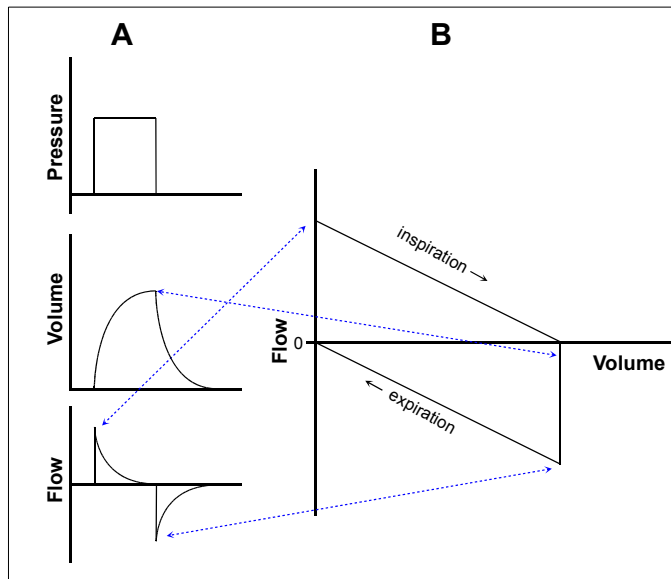 A
B
Pressure
Volume
Flow
inspiration →
Flow
0
Volume
← expiration